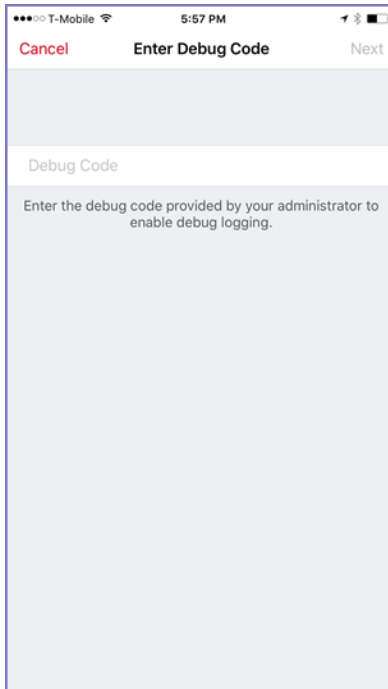 T-Mobile 5:57 PM
Cancel Enter Debug Code Next
Debug Code
Enter the debug code provided by your administrator to
enable debug logging.